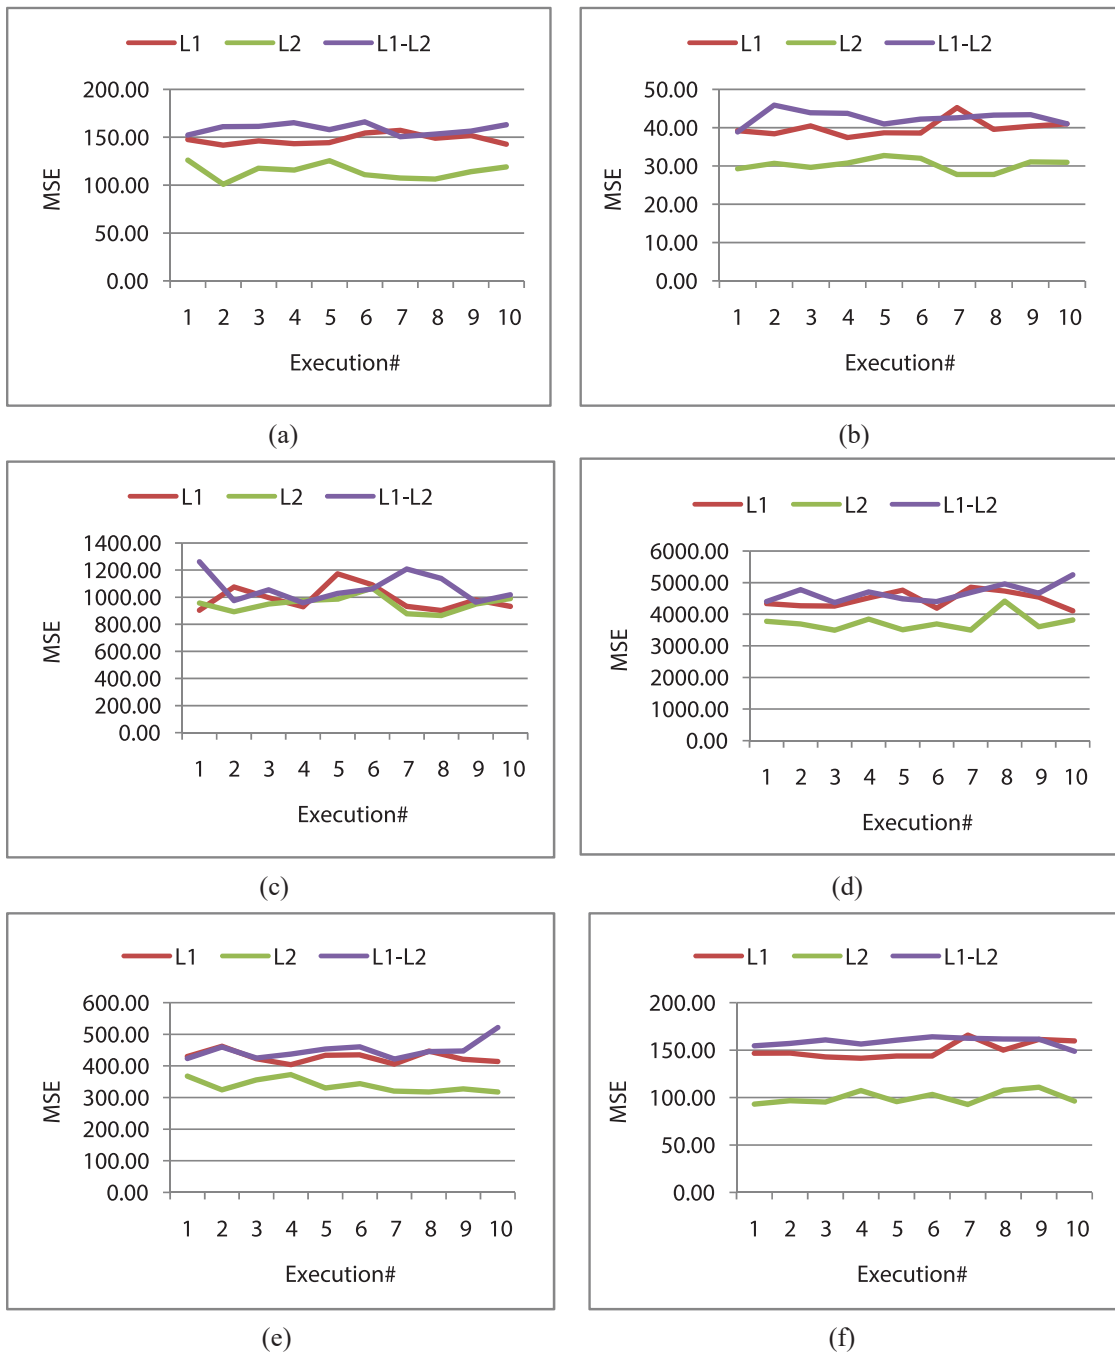 L1 L2 L1-L2
200.00
150.00
100.00
50.00
0.00
MSE
1 2 3 4 5 6 7 8 9 10
Execution#
(a)
L1 L2 L1-L2
50.00
40.00
30.00
20.00
10.00
0.00
MSE
1 2 3 4 5 6 7 8 9 10
Execution#
(b)
L1 L2 L1-L2
1400.00
1200.00
1000.00
800.00
600.00
400.00
200.00
0.00
MSE
1 2 3 4 5 6 7 8 9 10
Execution#
(c)
L1 L2 L1-L2
6000.00
5000.00
4000.00
3000.00
2000.00
1000.00
0.00
MSE
1 2 3 4 5 6 7 8 9 10
Execution#
(d)
L1 L2 L1-L2
600.00
500.00
400.00
300.00
200.00
100.00
0.00
MSE
1 2 3 4 5 6 7 8 9 10
Execution#
(e)
L1 L2 L1-L2
200.00
150.00
100.00
50.00
0.00
MSE
1 2 3 4 5 6 7 8 9 10
Execution#
(f)